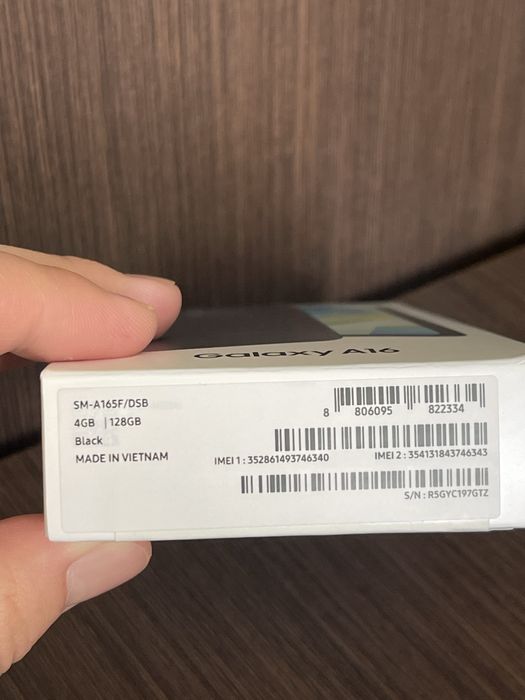 Galaxy A16
SM-A165F/DSB
4GB | 128GB
Black
MADE IN VIETNAM
8 806095 822334
IMEI 1 : 352861493746340 IMEI 2 : 354131843746343
S/N : R5GYC197GTZ